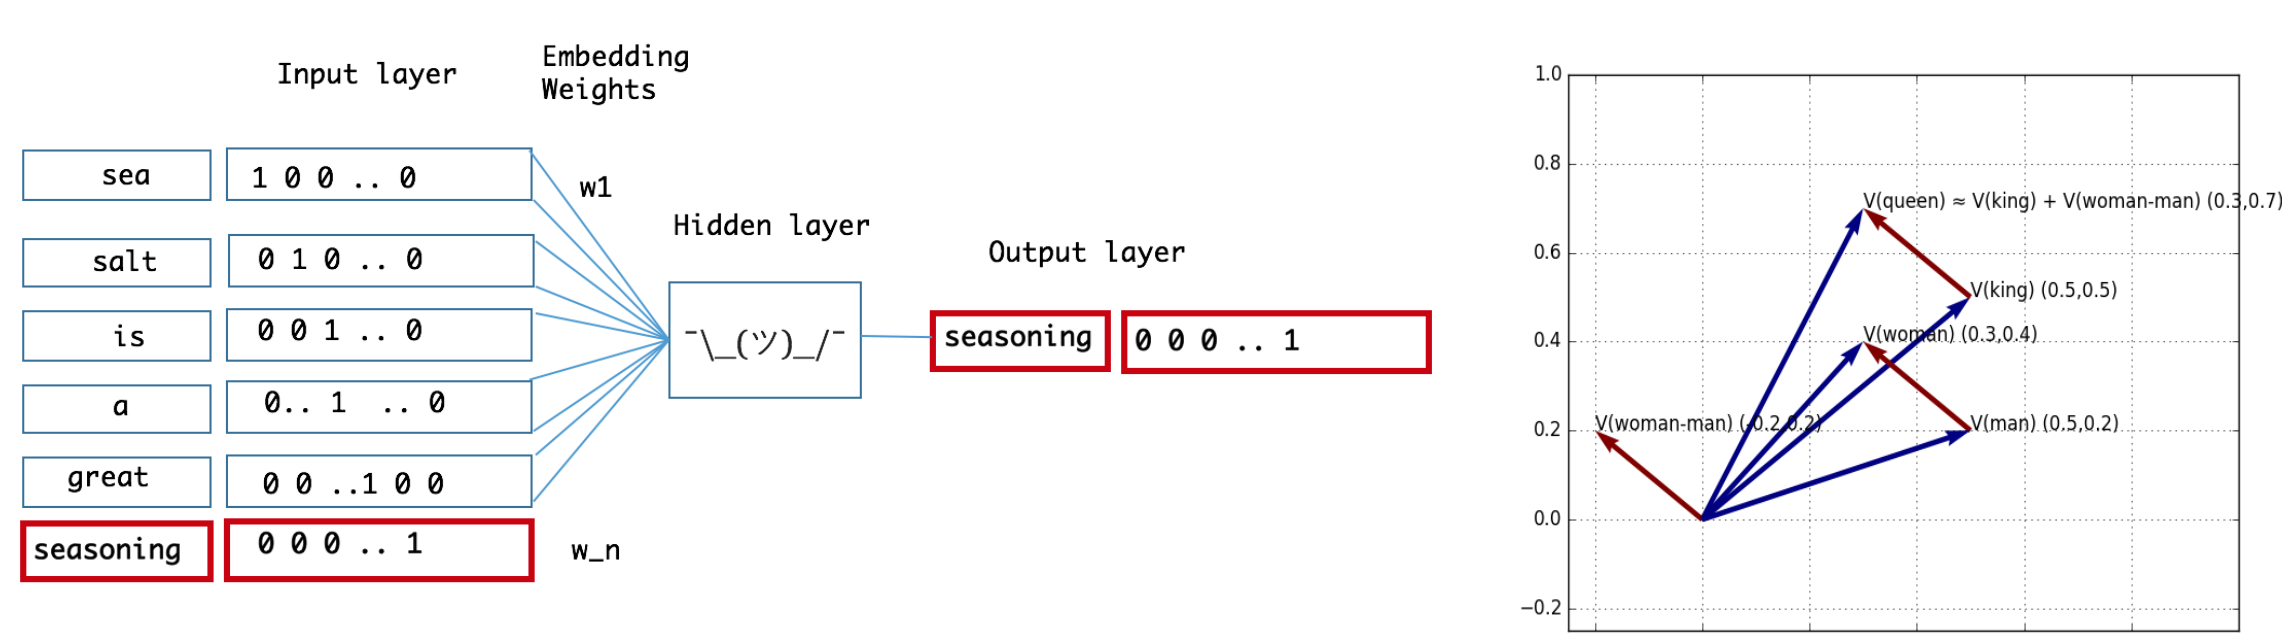 Input layer
Embedding
Weights
sea
1 0 0 .. 0
w1
salt
0 1 0 .. 0
is
0 0 1 .. 0
a
0.. 1 .. 0
great
0 0 ..1 0 0
seasoning
0 0 0 .. 1
w_n
Hidden layer
¯\_(ツ)_/¯
Output layer
seasoning
0 0 0 .. 1
1.0
0.8
0.6
0.4
0.2
0.0
−0.2
V(queen) ≈ V(king) + V(woman-man) (0.3,0.7)
V(king) (0.5,0.5)
V(woman) (0.3,0.4)
V(woman-man) (-0.2,0.2)
V(man) (0.5,0.2)